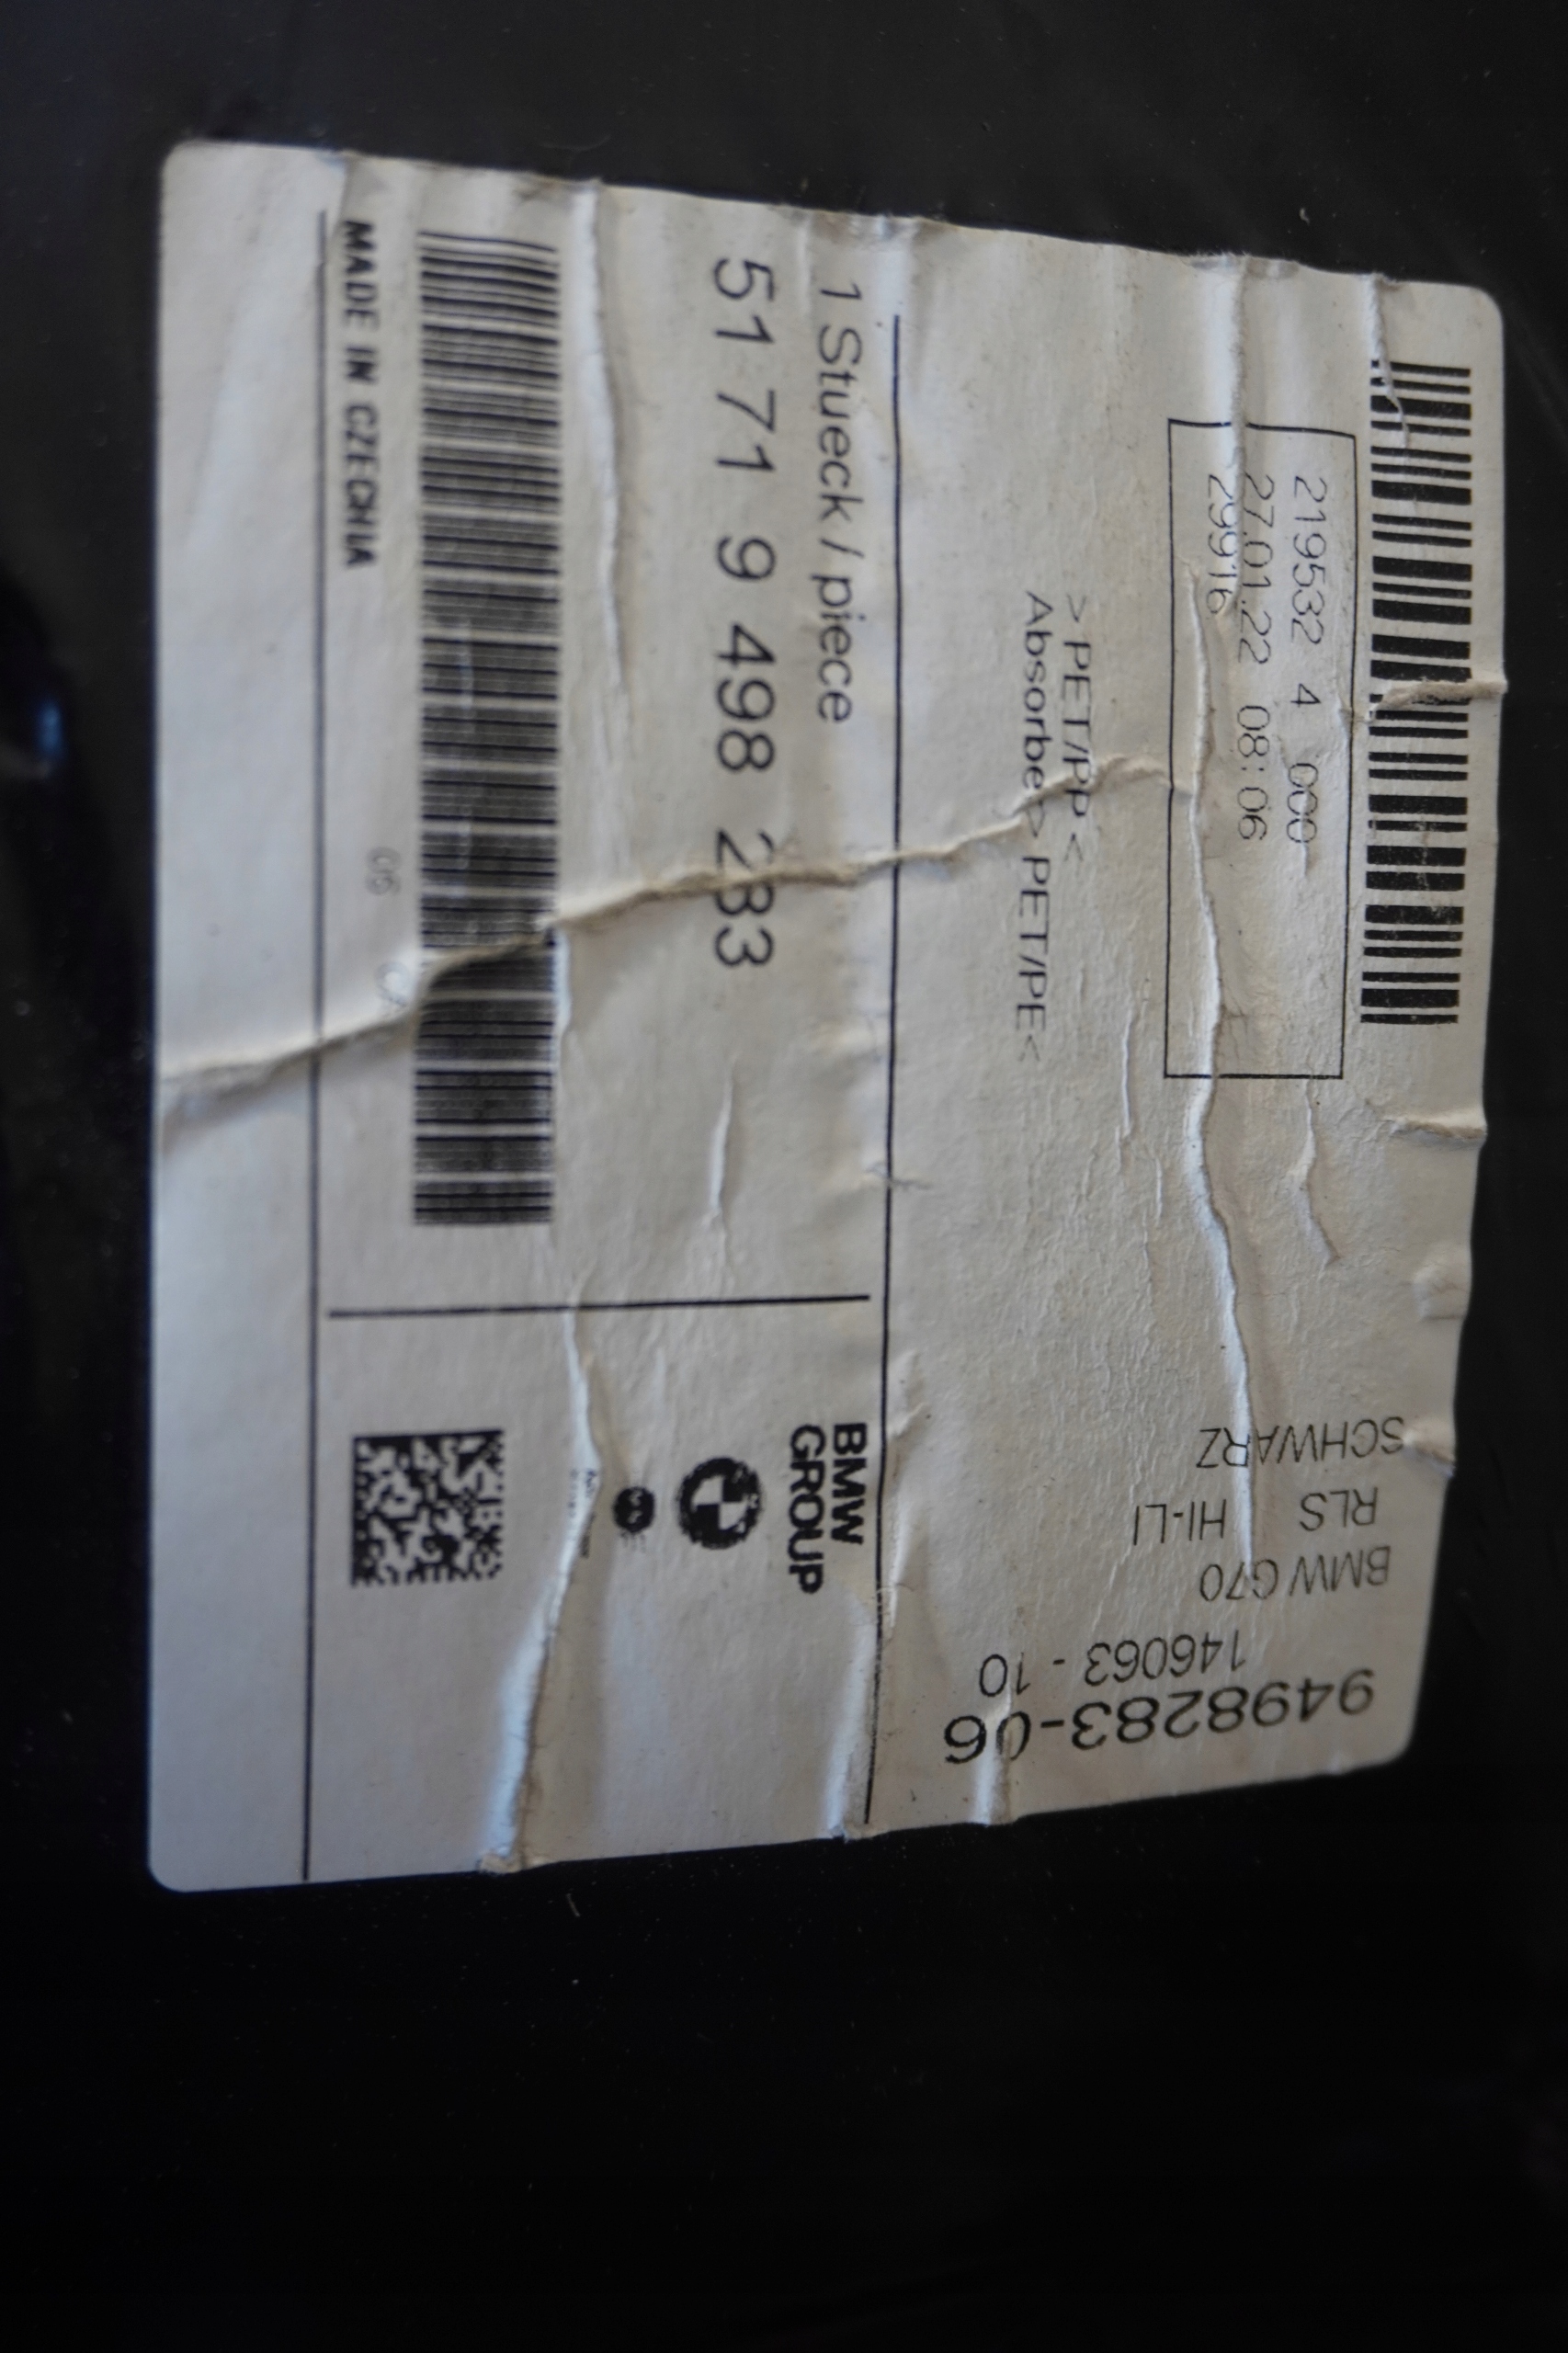 219532 4 000
27.01.22 08:06
29916
> PET/PP <
Absorber> PET/PE<
9498283-06
146063 - 10
BMW G70
RLS HI-LI
SCHWARZ
1 Stueck / piece
51 71 9 498 283
MADE IN CZECHIA
06
BMW
GROUP